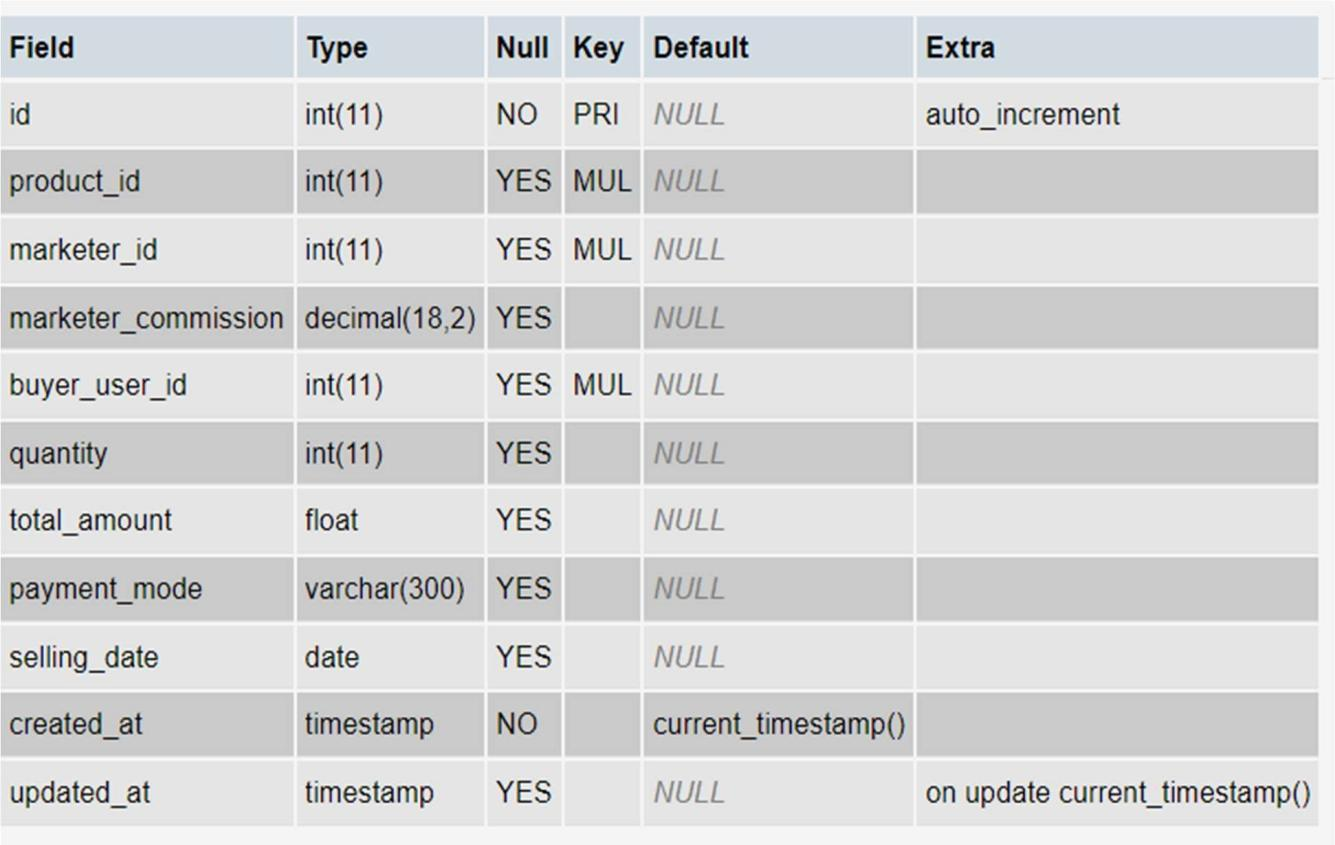 Field Type Null Key Default Extra
id int(11) NO PRI NULL auto_increment
product_id int(11) YES MUL NULL
marketer_id int(11) YES MUL NULL
marketer_commission decimal(18,2) YES NULL
buyer_user_id int(11) YES MUL NULL
quantity int(11) YES NULL
total_amount float YES NULL
payment_mode varchar(300) YES NULL
selling_date date YES NULL
created_at timestamp NO current_timestamp()
updated_at timestamp YES NULL on update current_timestamp()